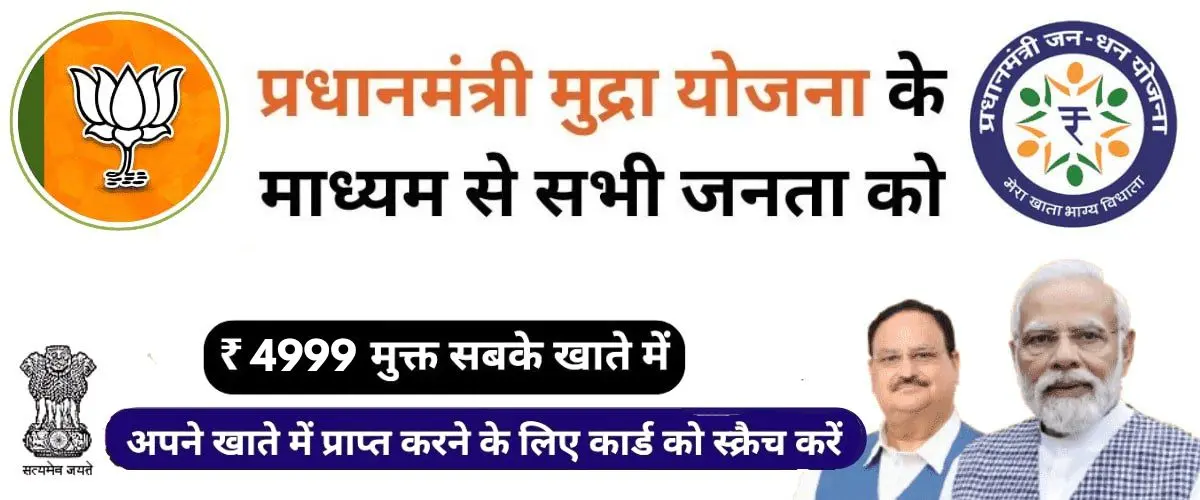 प्रधानमंत्री मुद्रा योजना के
माध्यम से सभी जनता को
प्रधानमंत्री जन-धन योजना
मेरा खाता भाग्य विधाता
₹ 4999 मुक्त सबके खाते में
अपने खाते में प्राप्त करने के लिए कार्ड को स्क्रैच करें
सत्यमेव जयते